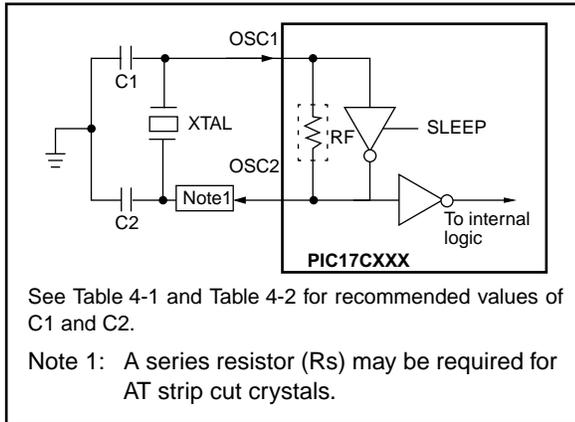 OSC1
C1
XTAL
RF
SLEEP
OSC2
Note1
C2
To internal
logic
PIC17CXXX
See Table 4-1 and Table 4-2 for recommended values of
C1 and C2.
Note 1: A series resistor (Rs) may be required for
AT strip cut crystals.